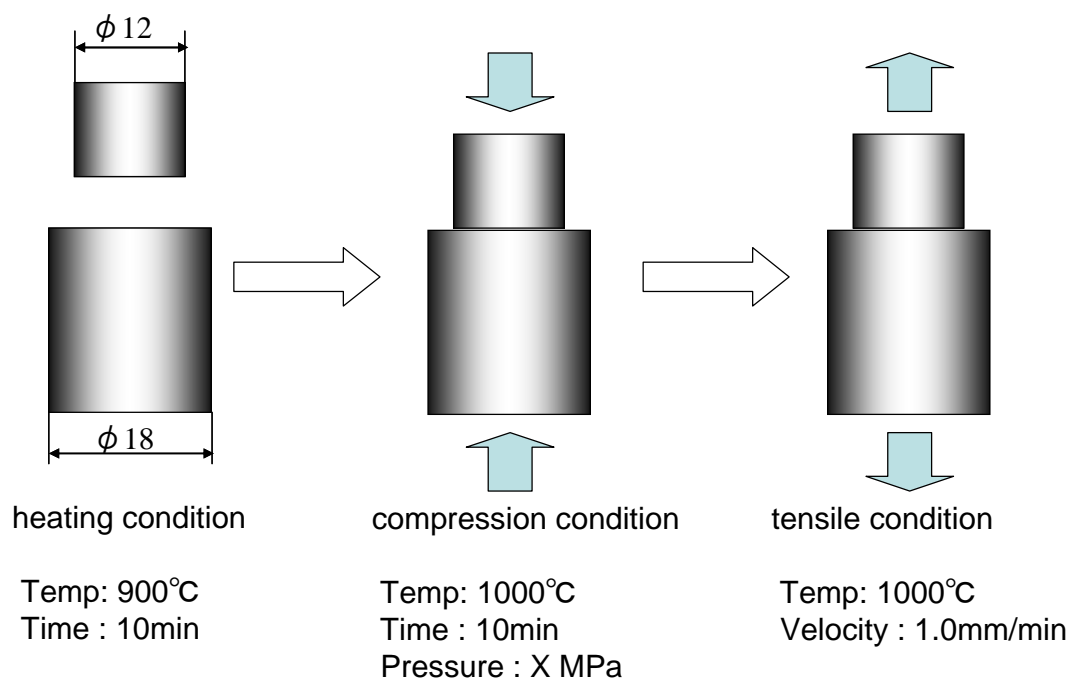 ϕ12
ϕ18
heating condition
Temp: 900℃
Time : 10min
compression condition
Temp: 1000℃
Time : 10min
Pressure : X MPa
tensile condition
Temp: 1000℃
Velocity : 1.0mm/min